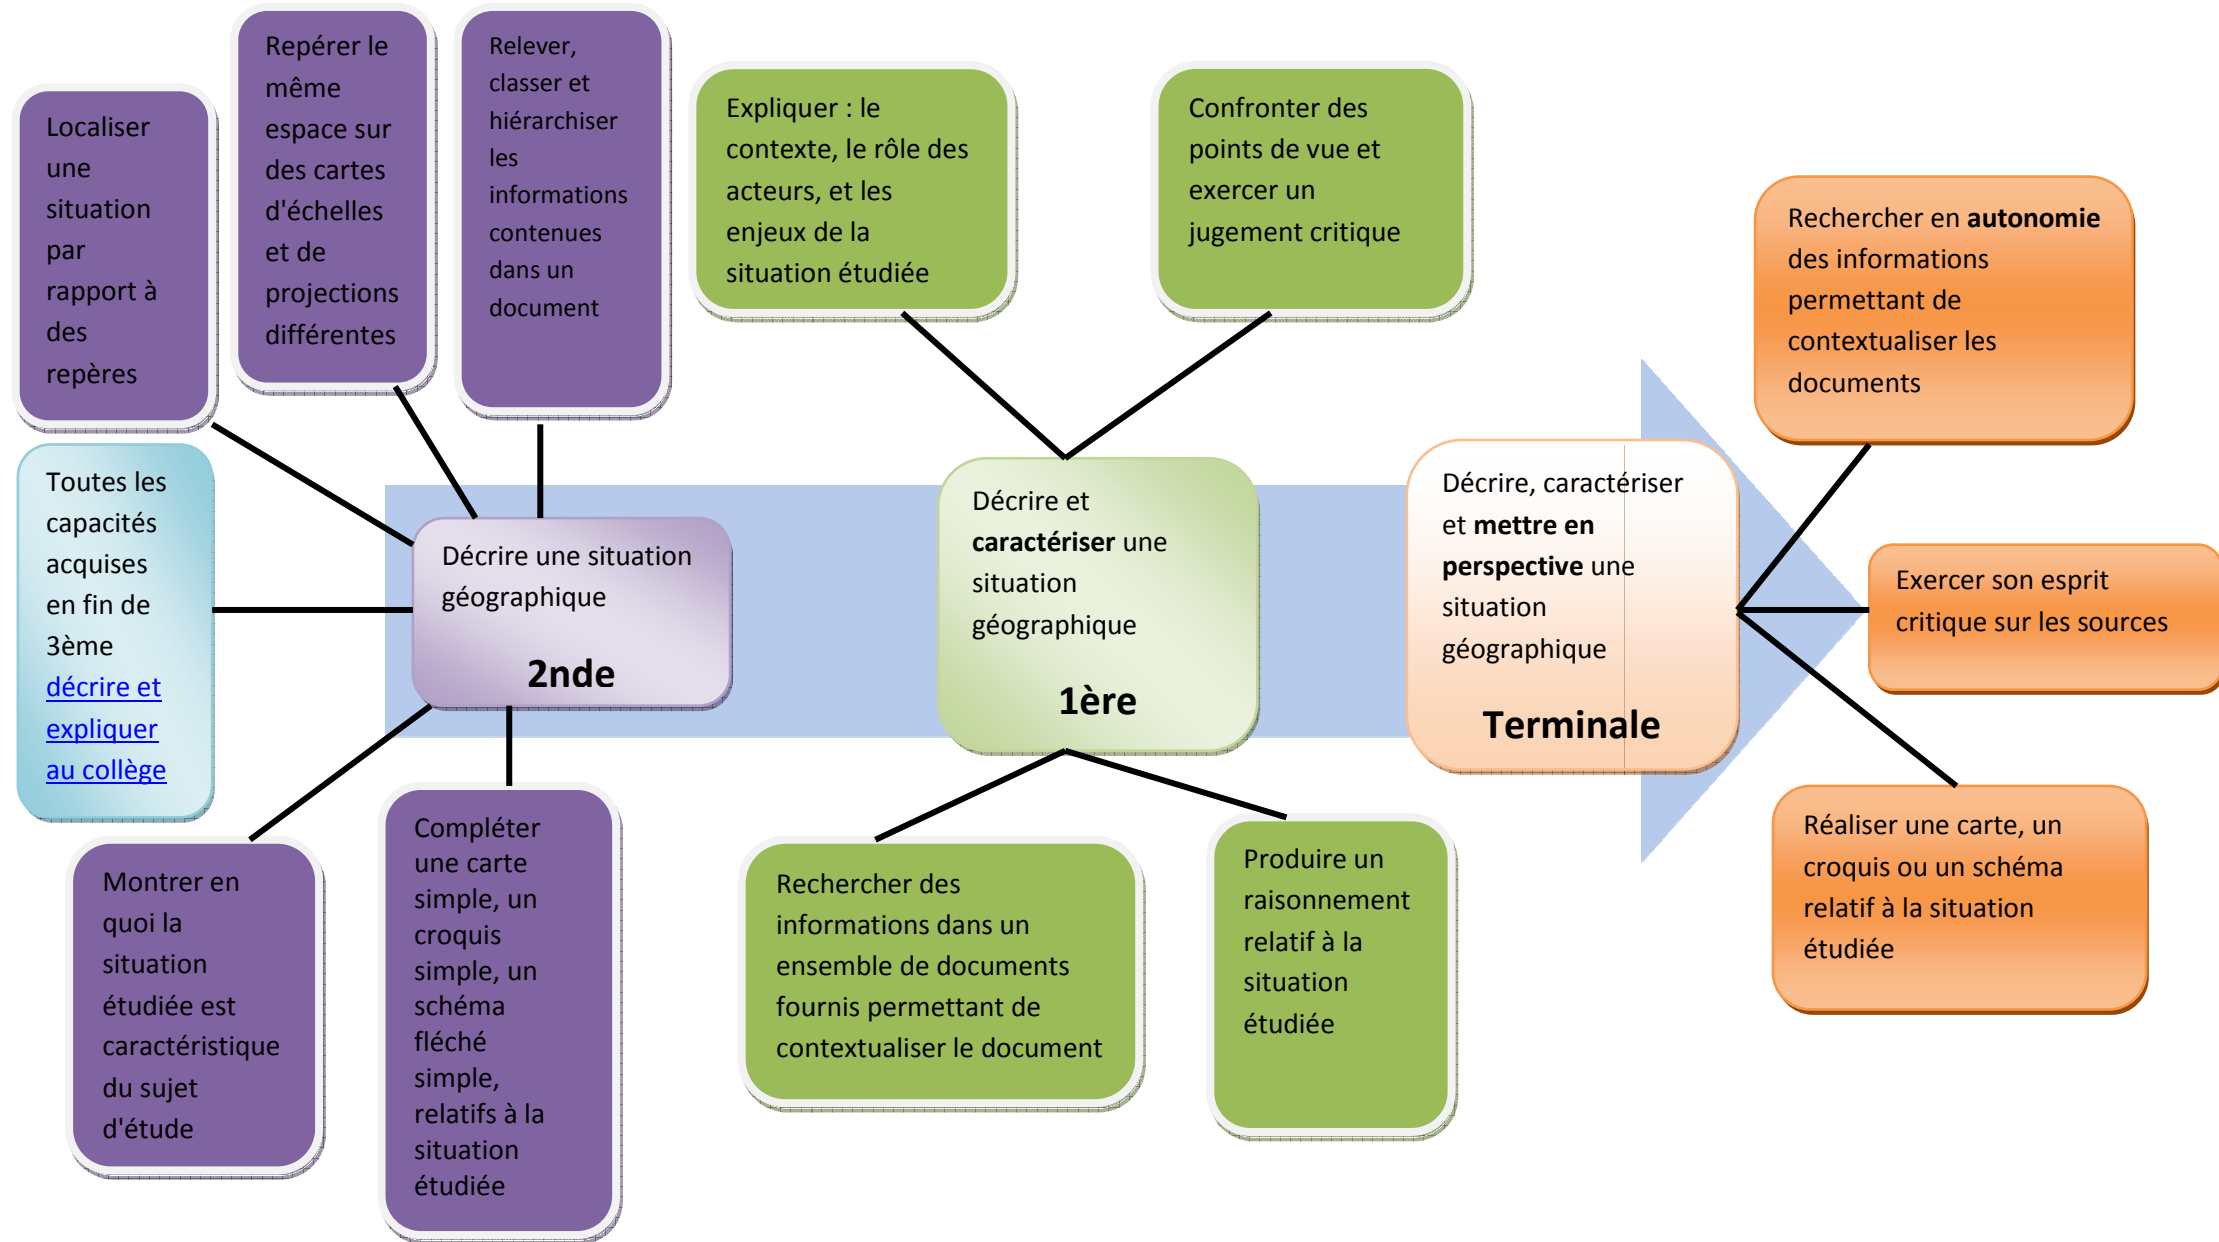 Localiser
une
situation
par
rapport à
des
repères
Repérer le
même
espace sur
des cartes
d'échelles
et de
projections
différentes
Relever,
classer et
hiérarchiser
les
informations
contenues
dans un
document
Expliquer : le
contexte, le rôle des
acteurs, et les
enjeux de la
situation étudiée
Confronter des
points de vue et
exercer un
jugement critique
Rechercher en autonomie
des informations
permettant de
contextualiser les
documents
Toutes les
capacités
acquises
en fin de
3ème
décrire et
expliquer
au collège
Décrire une situation
géographique
2nde
Décrire et
caractériser une
situation
géographique
1ère
Décrire, caractériser
et mettre en
perspective une
situation
géographique
Terminale
Exercer son esprit
critique sur les sources
Montrer en
quoi la
situation
étudiée est
caractéristique
du sujet
d'étude
Compléter
une carte
simple, un
croquis
simple, un
schéma
fléché
simple,
relatifs à la
situation
étudiée
Rechercher des
informations dans un
ensemble de documents
fournis permettant de
contextualiser le document
Produire un
raisonnement
relatif à la
situation
étudiée
Réaliser une carte, un
croquis ou un schéma
relatif à la situation
étudiée